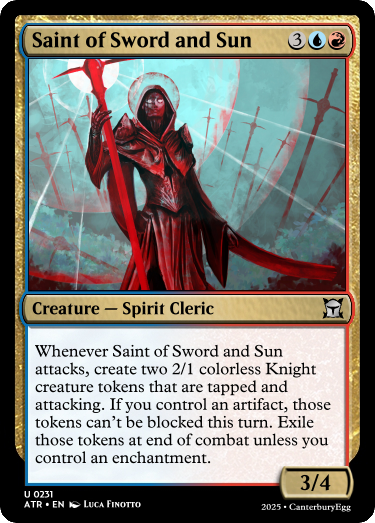 Saint of Sword and Sun 3
Creature — Spirit Cleric
Whenever Saint of Sword and Sun
attacks, create two 2/1 colorless Knight
creature tokens that are tapped and
attacking. If you control an artifact, those
tokens can't be blocked this turn. Exile
those tokens at end of combat unless you
control an enchantment.
3/4
U 0231
ATR • EN Luca Finotto
2025 • CanterburyEgg